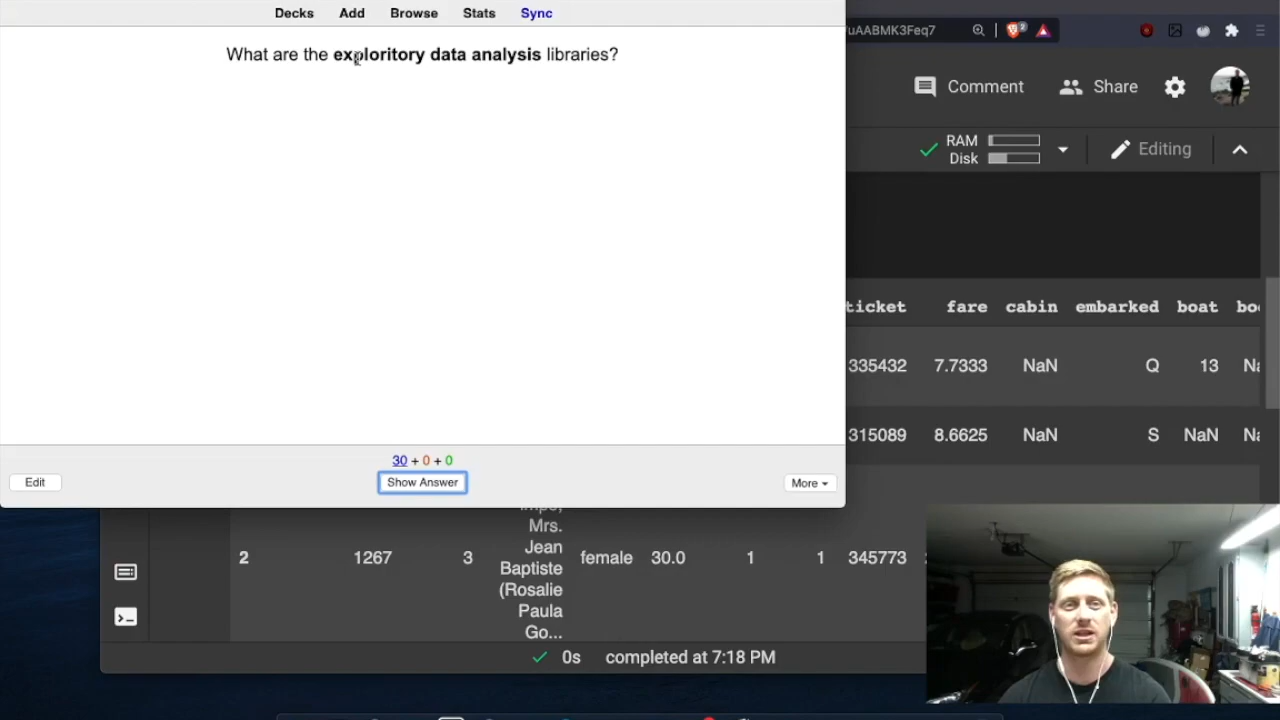 Decks Add Browse Stats Sync
What are the exploritory data analysis libraries?
30 + 0 + 0
Edit
Show Answer
More
uAABMK3Feq7
Comment
Share
RAM
Disk
Editing
ticket fare cabin embarked boat
335432 7.7333 NaN Q 13
315089 8.6625 NaN S NaN
2 1267 3
Mrs.
Jean
Baptiste
(Rosalie
Paula
Go...
female 30.0 1 1 345773
0s completed at 7:18 PM